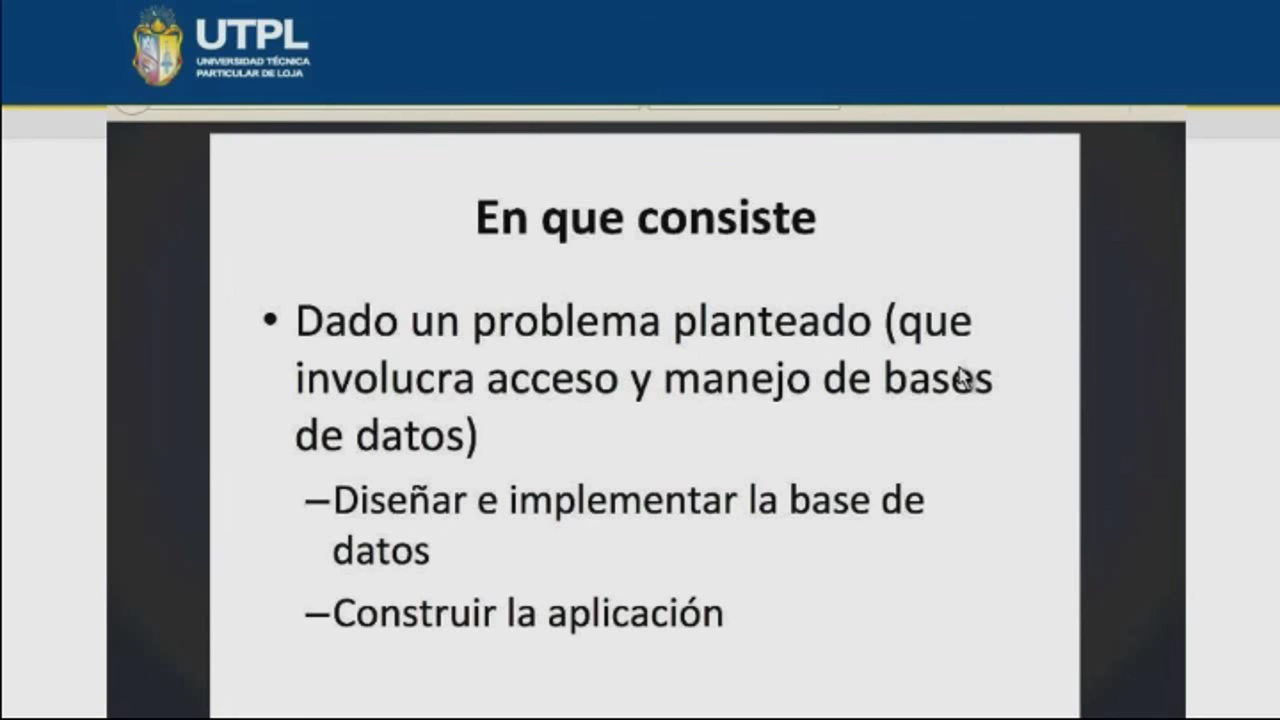 UTPL
UNIVERSIDAD TÉCNICA
PARTICULAR DE LOJA
En que consiste
• Dado un problema planteado (que
involucra acceso y manejo de bases
de datos)
–Diseñar e implementar la base de
datos
–Construir la aplicación